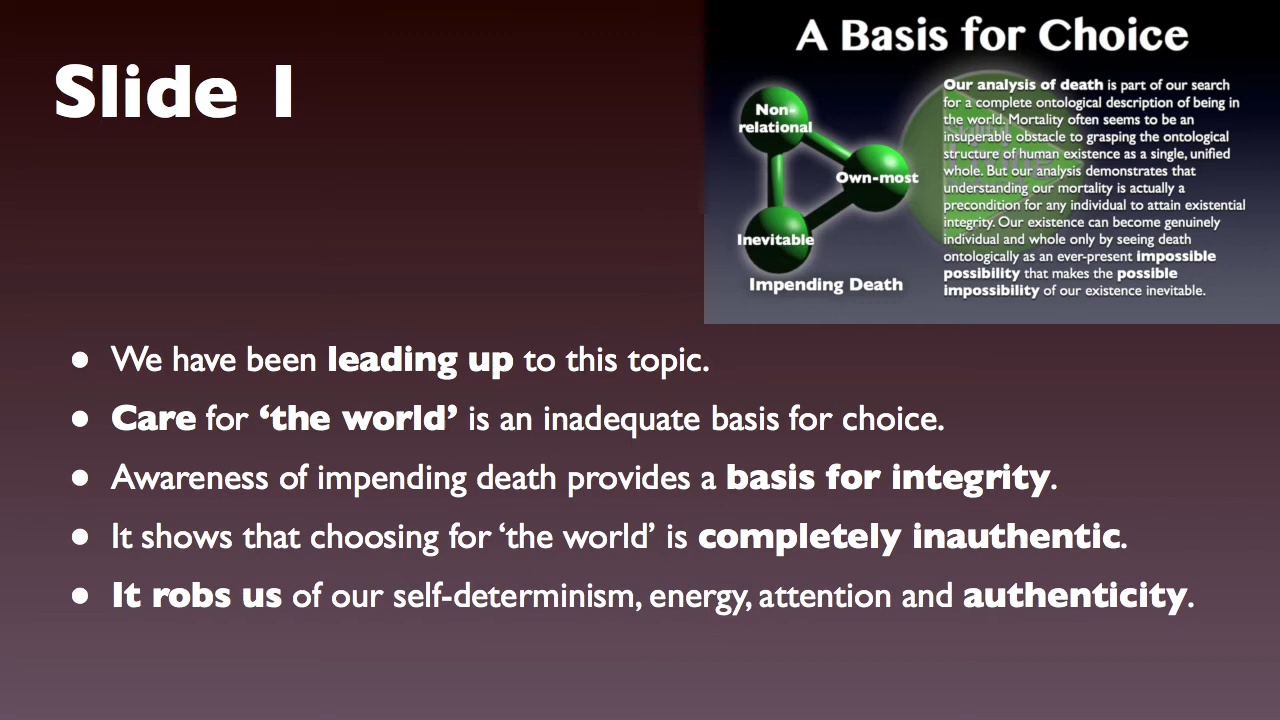 Slide 1
A Basis for Choice
Non-
relational
Own-most
Inevitable
Impending Death
Our analysis of death is part of our search
for a complete ontological description of being in
the world. Mortality often seems to be an
insuperable obstacle to grasping the ontological
structure of human existence as a single, unified
whole. But our analysis demonstrates that
understanding our mortality is actually a
precondition for any individual to attain existential
integrity. Our existence can become genuinely
individual and whole only by seeing death
ontologically as an ever-present impossible
possibility that makes the possible
impossibility of our existence inevitable.
• We have been leading up to this topic.
• Care for ‘the world’ is an inadequate basis for choice.
• Awareness of impending death provides a basis for integrity.
• It shows that choosing for ‘the world’ is completely inauthentic.
• It robs us of our self-determinism, energy, attention and authenticity.